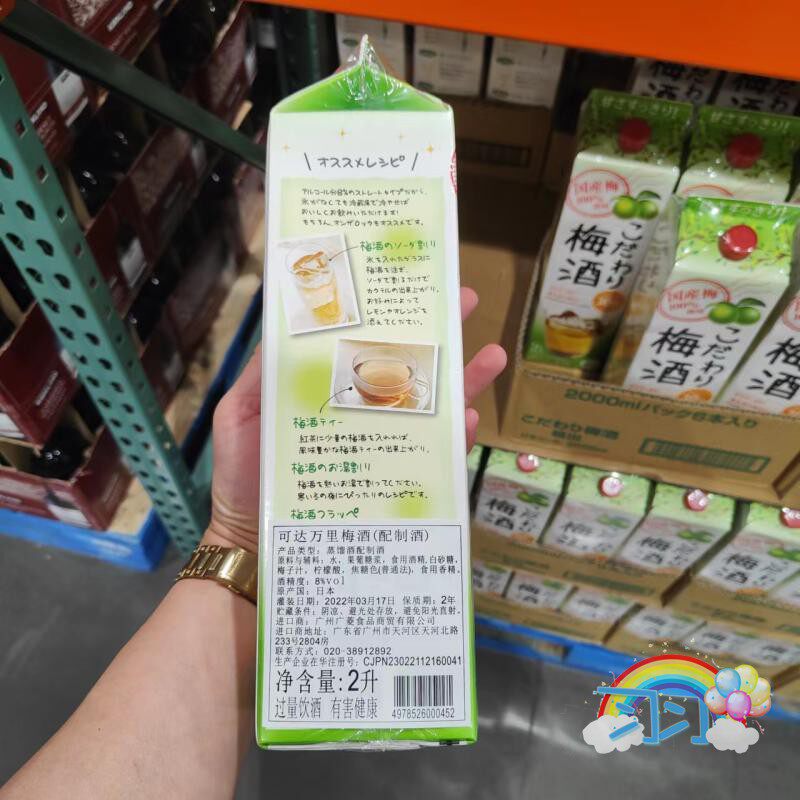 オススメレシピ
アルコール分8%のストレートタイプだから、
氷がなくても冷蔵庫で冷やせば
おいしくお飲みいただけます!
もちろん、オンザロックもオススメです。
梅酒のソーダ割り
氷を入れたグラスに
梅酒を注ぎ、
ソーダで割るだけで
カクテルの出来上がり。
お好みによって
レモンやオレンジを
添えてください。
梅酒ティー
紅茶に少量の梅酒を入れれば、
風味豊かな梅酒ティーの出来上がり。
梅酒のお湯割り
梅酒を熱いお湯で割ってください。
寒い冬の夜にぴったりのレシピです。
梅酒フラッペ
可达万里梅酒(配制酒)
产品类型: 蒸馏酒配制酒
原料与辅料: 水, 果葡糖浆, 食用酒精,白砂糖,
梅子汁, 柠檬酸, 焦糖色(普通法), 食用香精。
酒精度: 8%vol
原产国: 日本
灌装日期: 2022年03月17日 保质期: 2年
贮藏条件: 阴凉、避光处存放, 避免阳光直射。
进口商: 广州广菱食品商贸有限公司
进口商地址: 广东省广州市天河区天河北路
233号2804房
联系方式: 020-38912892
生产企业在华注册号: CJPN23022112160041
净含量: 2升
过量饮酒 有害健康
4978526000452
甘さすっきり!
国産梅
100%
こだわり
梅酒
国産梅
100%
こだわり
梅酒
2000mlパック6本入り
こだわり梅酒